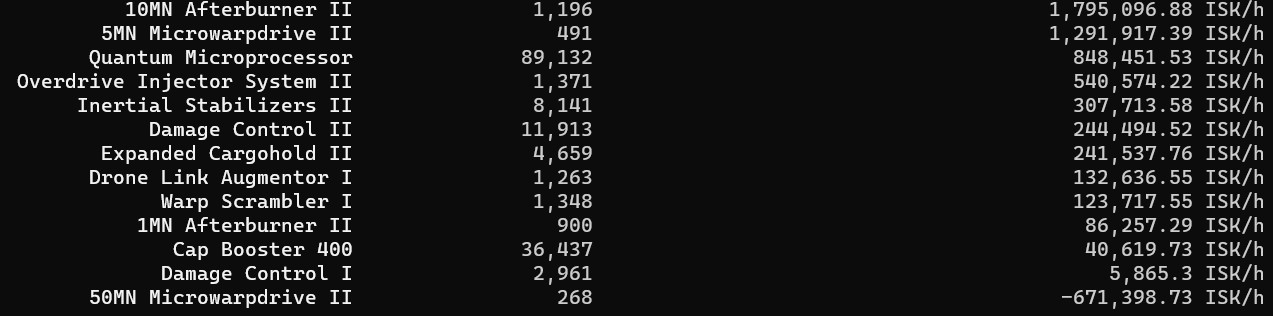 10MN Afterburner II 1,196 1,795,096.88 ISK/h
5MN Microwarpdrive II 491 1,291,917.39 ISK/h
Quantum Microprocessor 89,132 848,451.53 ISK/h
Overdrive Injector System II 1,371 540,574.22 ISK/h
Inertial Stabilizers II 8,141 307,713.58 ISK/h
Damage Control II 11,913 244,494.52 ISK/h
Expanded Cargohold II 4,659 241,537.76 ISK/h
Drone Link Augmentor I 1,263 132,636.55 ISK/h
Warp Scrambler I 1,348 123,717.55 ISK/h
1MN Afterburner II 900 86,257.29 ISK/h
Cap Booster 400 36,437 40,619.73 ISK/h
Damage Control I 2,961 5,865.3 ISK/h
50MN Microwarpdrive II 268 -671,398.73 ISK/h